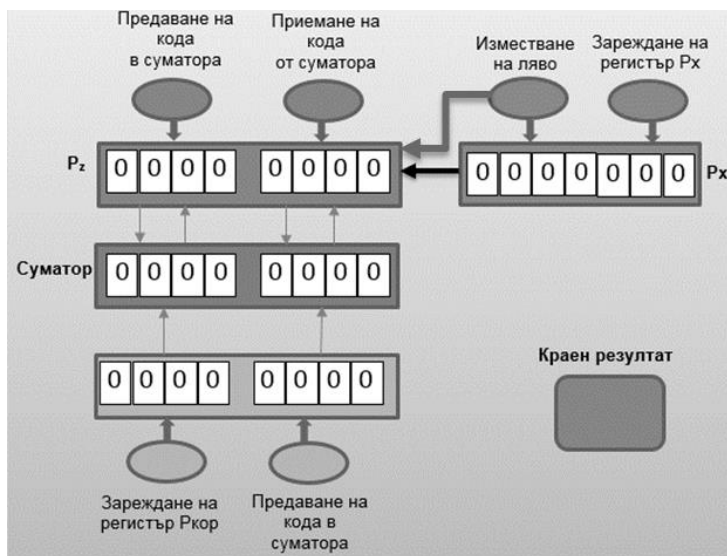 Предаване на
кода
в суматора
Приемане на
кода
от суматора
Изместване
на ляво
Зареждане на
регистър Рх
Pz
0 0 0 0 0 0 0 0
0 0 0 0 0 0 0
Рх
Суматор
0 0 0 0 0 0 0 0
0 0 0 0 0 0 0 0
Краен резултат
Зареждане на
регистър Ркор
Предаване на
кода в
суматора